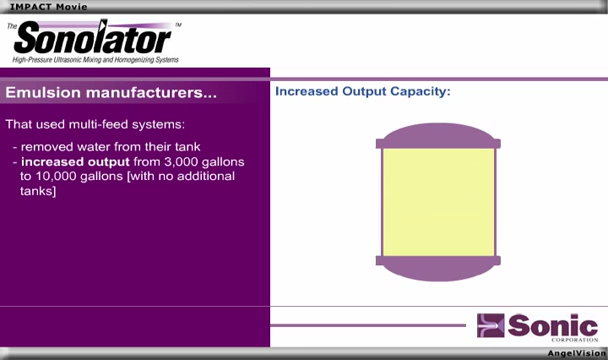 IMPACT Movie
The Sonolator™
High-Pressure Ultrasonic Mixing and Homogenizing Systems
Emulsion manufacturers...
Increased Output Capacity:
That used multi-feed systems:
- removed water from their tank
- increased output from 3,000 gallons
to 10,000 gallons [with no additional
tanks]
Sonic
CORPORATION
AngelVision